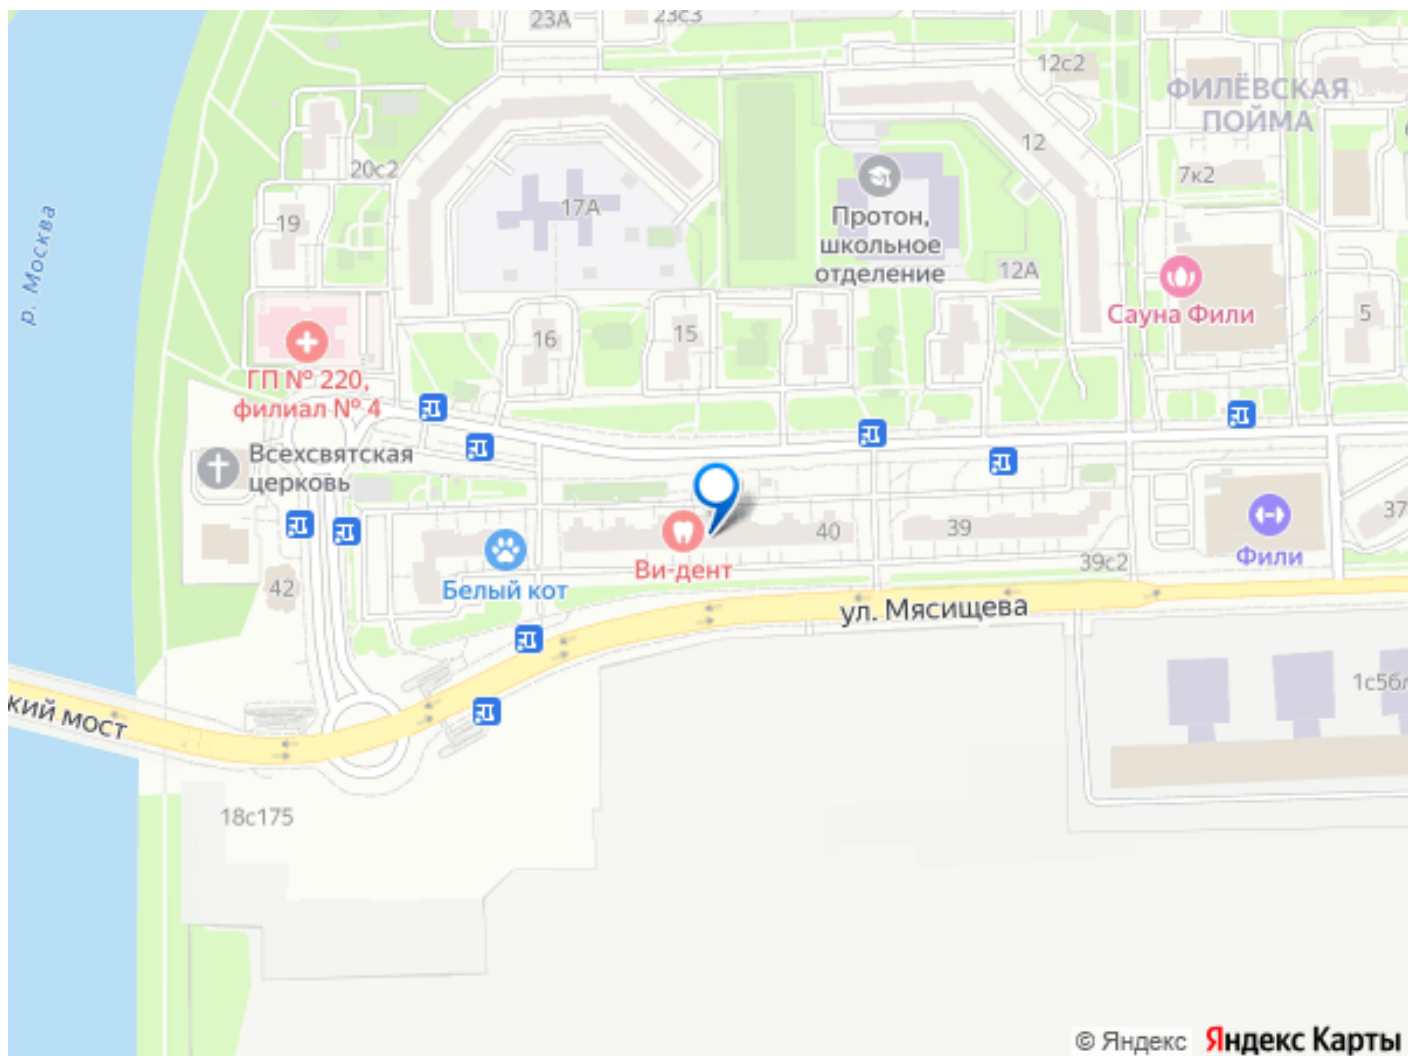 23А
23с3
12с2
ФИЛЁВСКАЯ
ПОЙМА
12
20с2
7к2
17А
19
Протон,
школьное
отделение
12А
р. Москва
Сауна Фили
5
16
15
ГП № 220,
филиал № 4
Всехсвятская
церковь
37
40
39
Фили
Ви-дент
39с2
Белый кот
42
ул. Мясищева
1с5бл
кий мост
18с175
© Яндекс Яндекс Карты